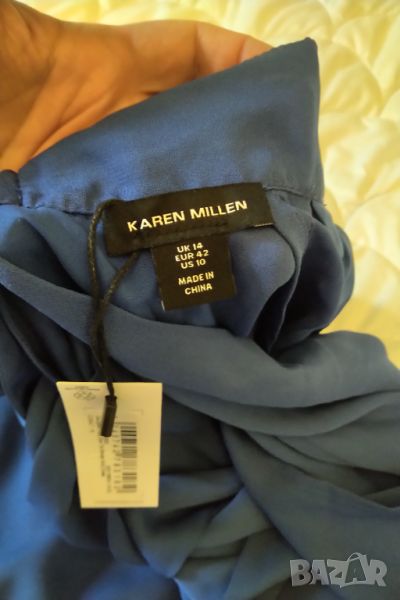 KAREN MILLEN
UK 14
EUR 42
US 10
MADE IN
CHINA
BAZAR